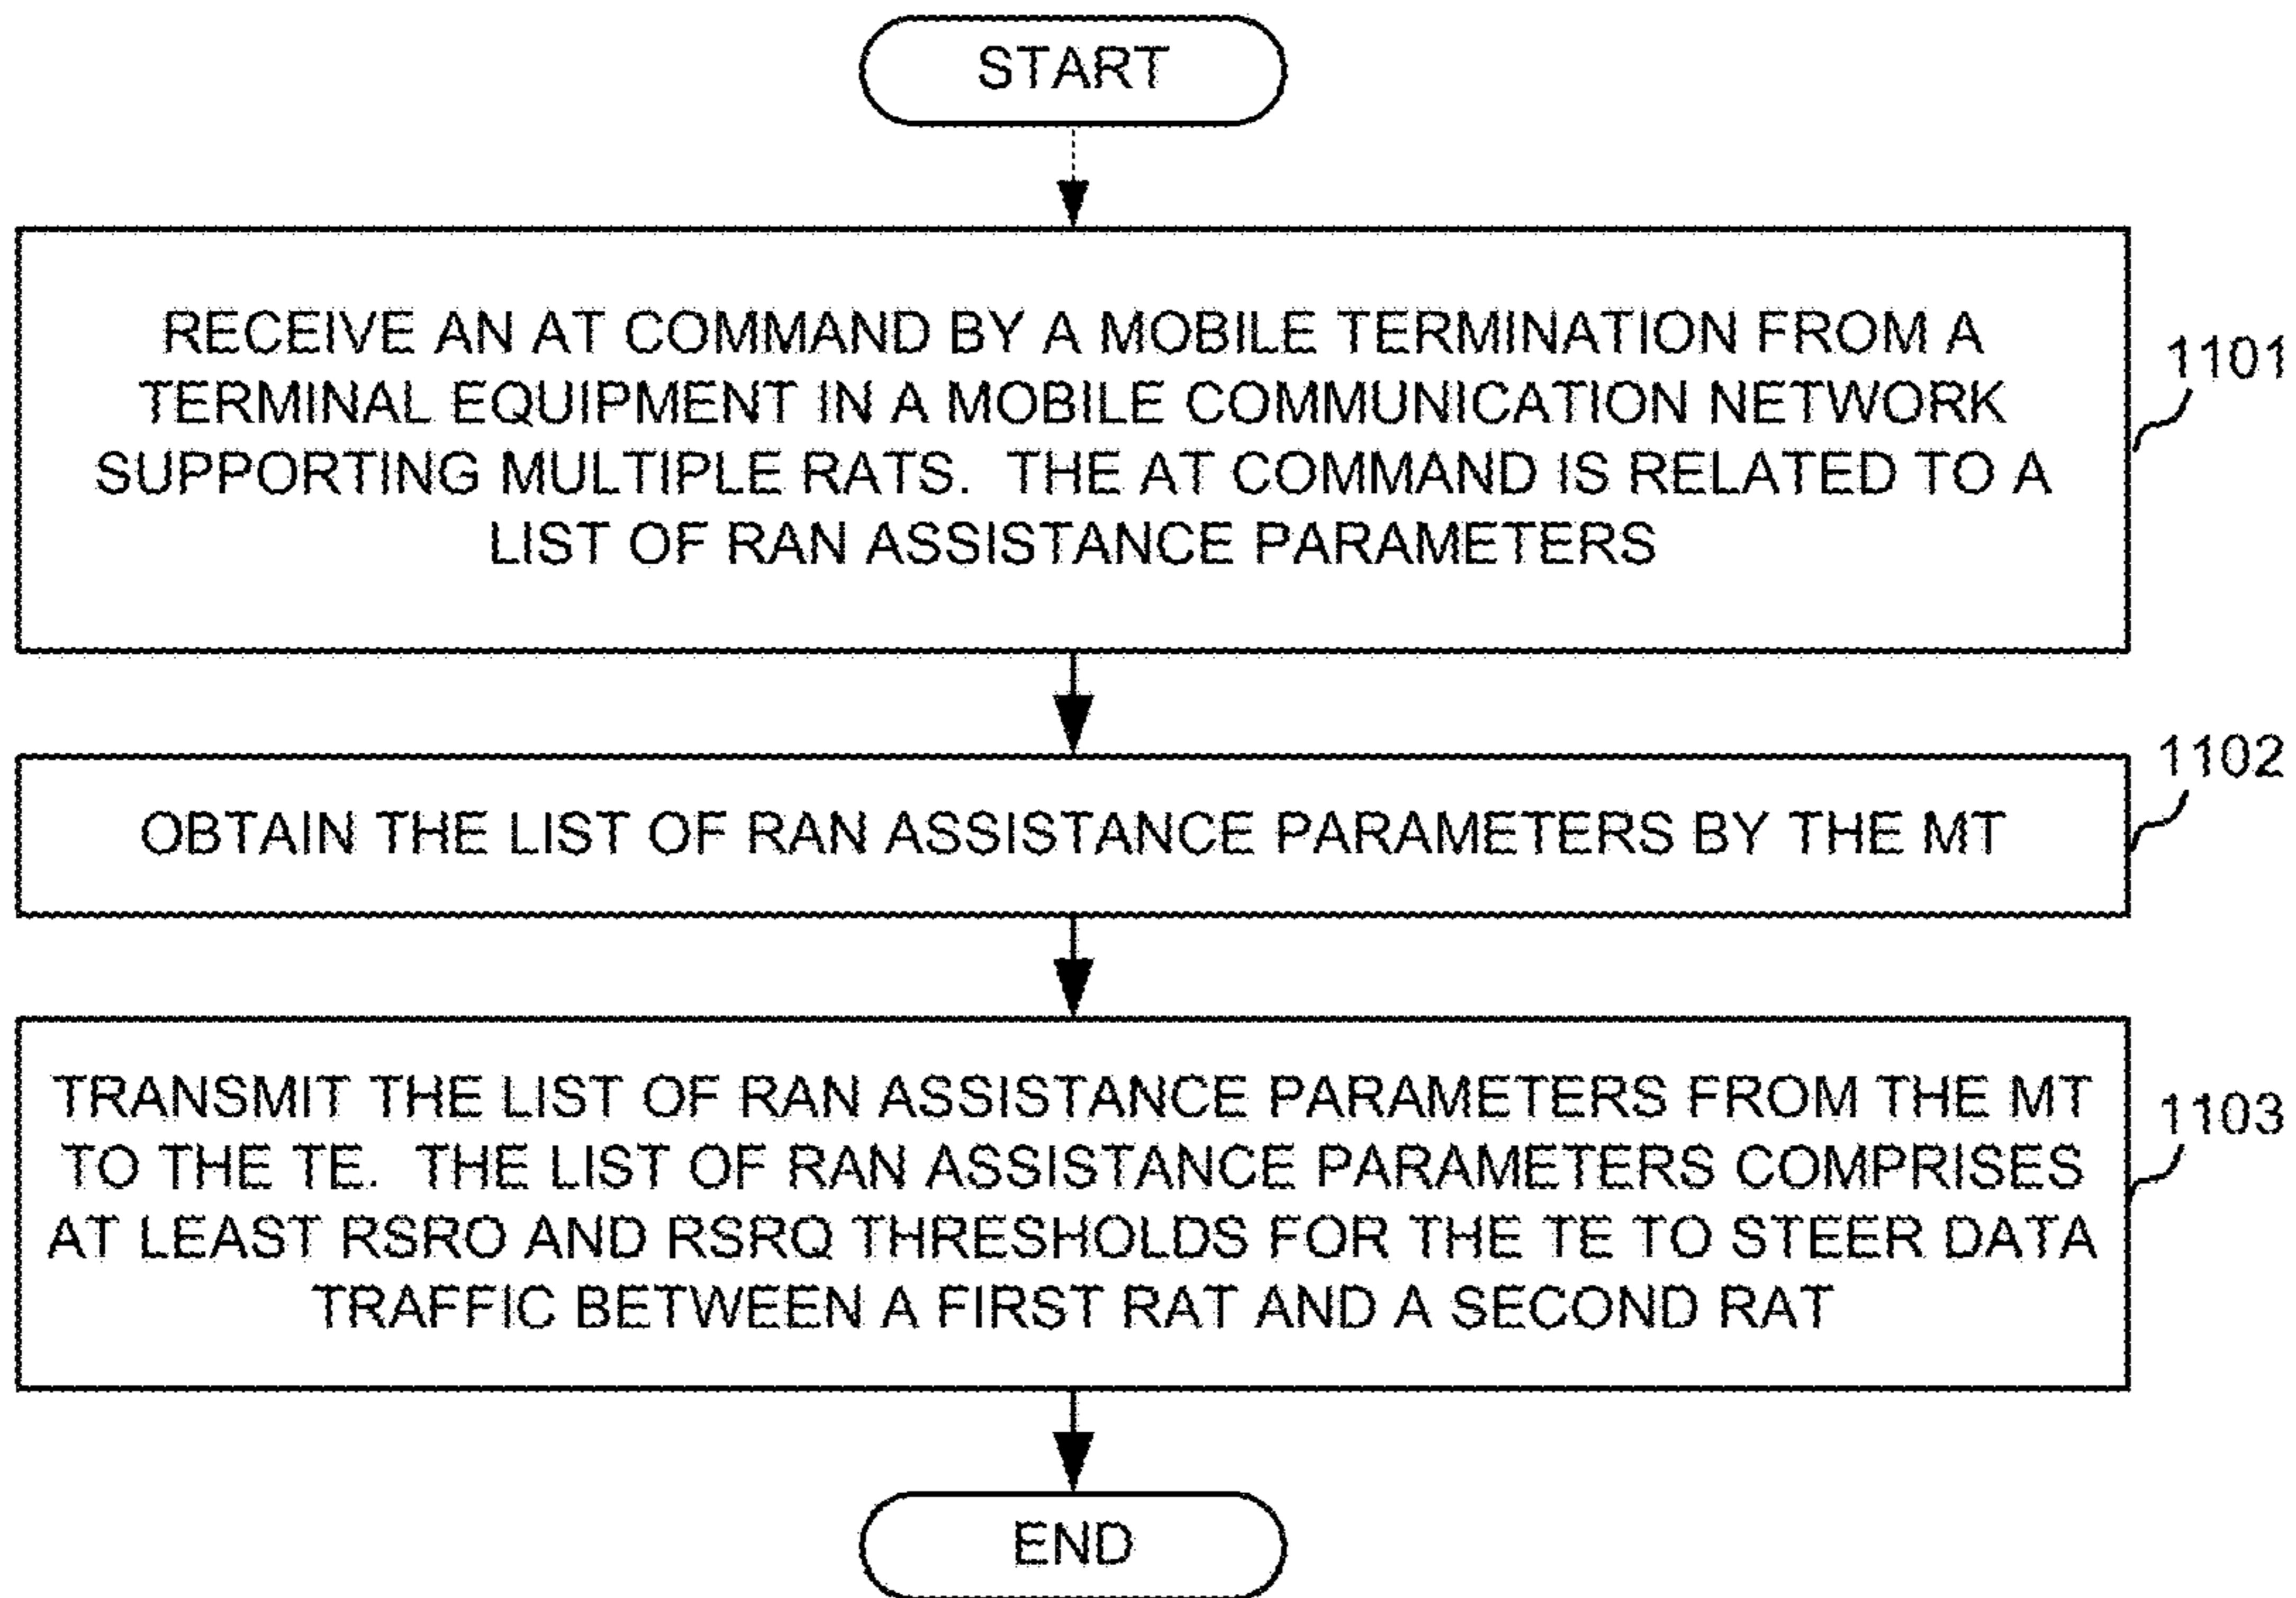 START
RECEIVE AN AT COMMAND BY A MOBILE TERMINATION FROM A
TERMINAL EQUIPMENT IN A MOBILE COMMUNICATION NETWORK
SUPPORTING MULTIPLE RATS. THE AT COMMAND IS RELATED TO A
LIST OF RAN ASSISTANCE PARAMETERS
1101
OBTAIN THE LIST OF RAN ASSISTANCE PARAMETERS BY THE MT
1102
TRANSMIT THE LIST OF RAN ASSISTANCE PARAMETERS FROM THE MT
TO THE TE. THE LIST OF RAN ASSISTANCE PARAMETERS COMPRISES
AT LEAST RSRO AND RSRQ THRESHOLDS FOR THE TE TO STEER DATA
TRAFFIC BETWEEN A FIRST RAT AND A SECOND RAT
1103
END